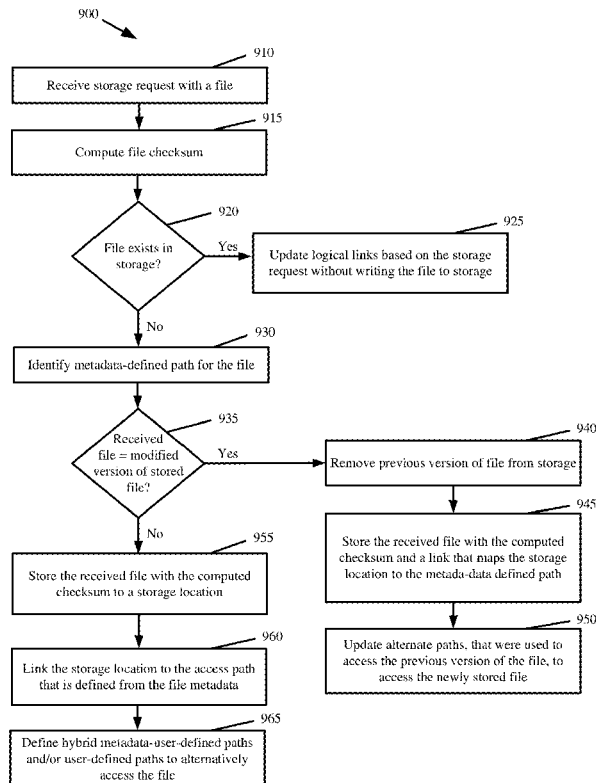 900
910
Receive storage request with a file
915
Compute file checksum
920
File exists in
storage?
Yes
925
Update logical links based on the storage
request without writing the file to storage
No
930
Identify metadata-defined path for the file
935
Received
file = modified
version of stored
file?
Yes
940
Remove previous version of file from storage
945
Store the received file with the computed
checksum and a link that maps the storage
location to the metada-data defined path
950
Update alternate paths, that were used to
access the previous version of the file, to
access the newly stored file
No
955
Store the received file with the computed
checksum to a storage location
960
Link the storage location to the access path
that is defined from the file metadata
965
Define hybrid metadata-user-defined paths
and/or user-defined paths to alternatively
access the file